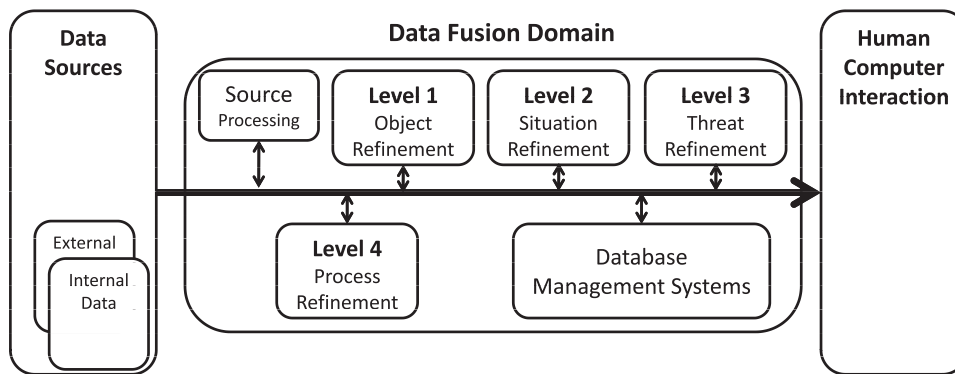 Data
Sources
External
Internal
Data
Data Fusion Domain
Source
Processing
Level 1
Object
Refinement
Level 2
Situation
Refinement
Level 3
Threat
Refinement
Level 4
Process
Refinement
Database
Management Systems
Human
Computer
Interaction